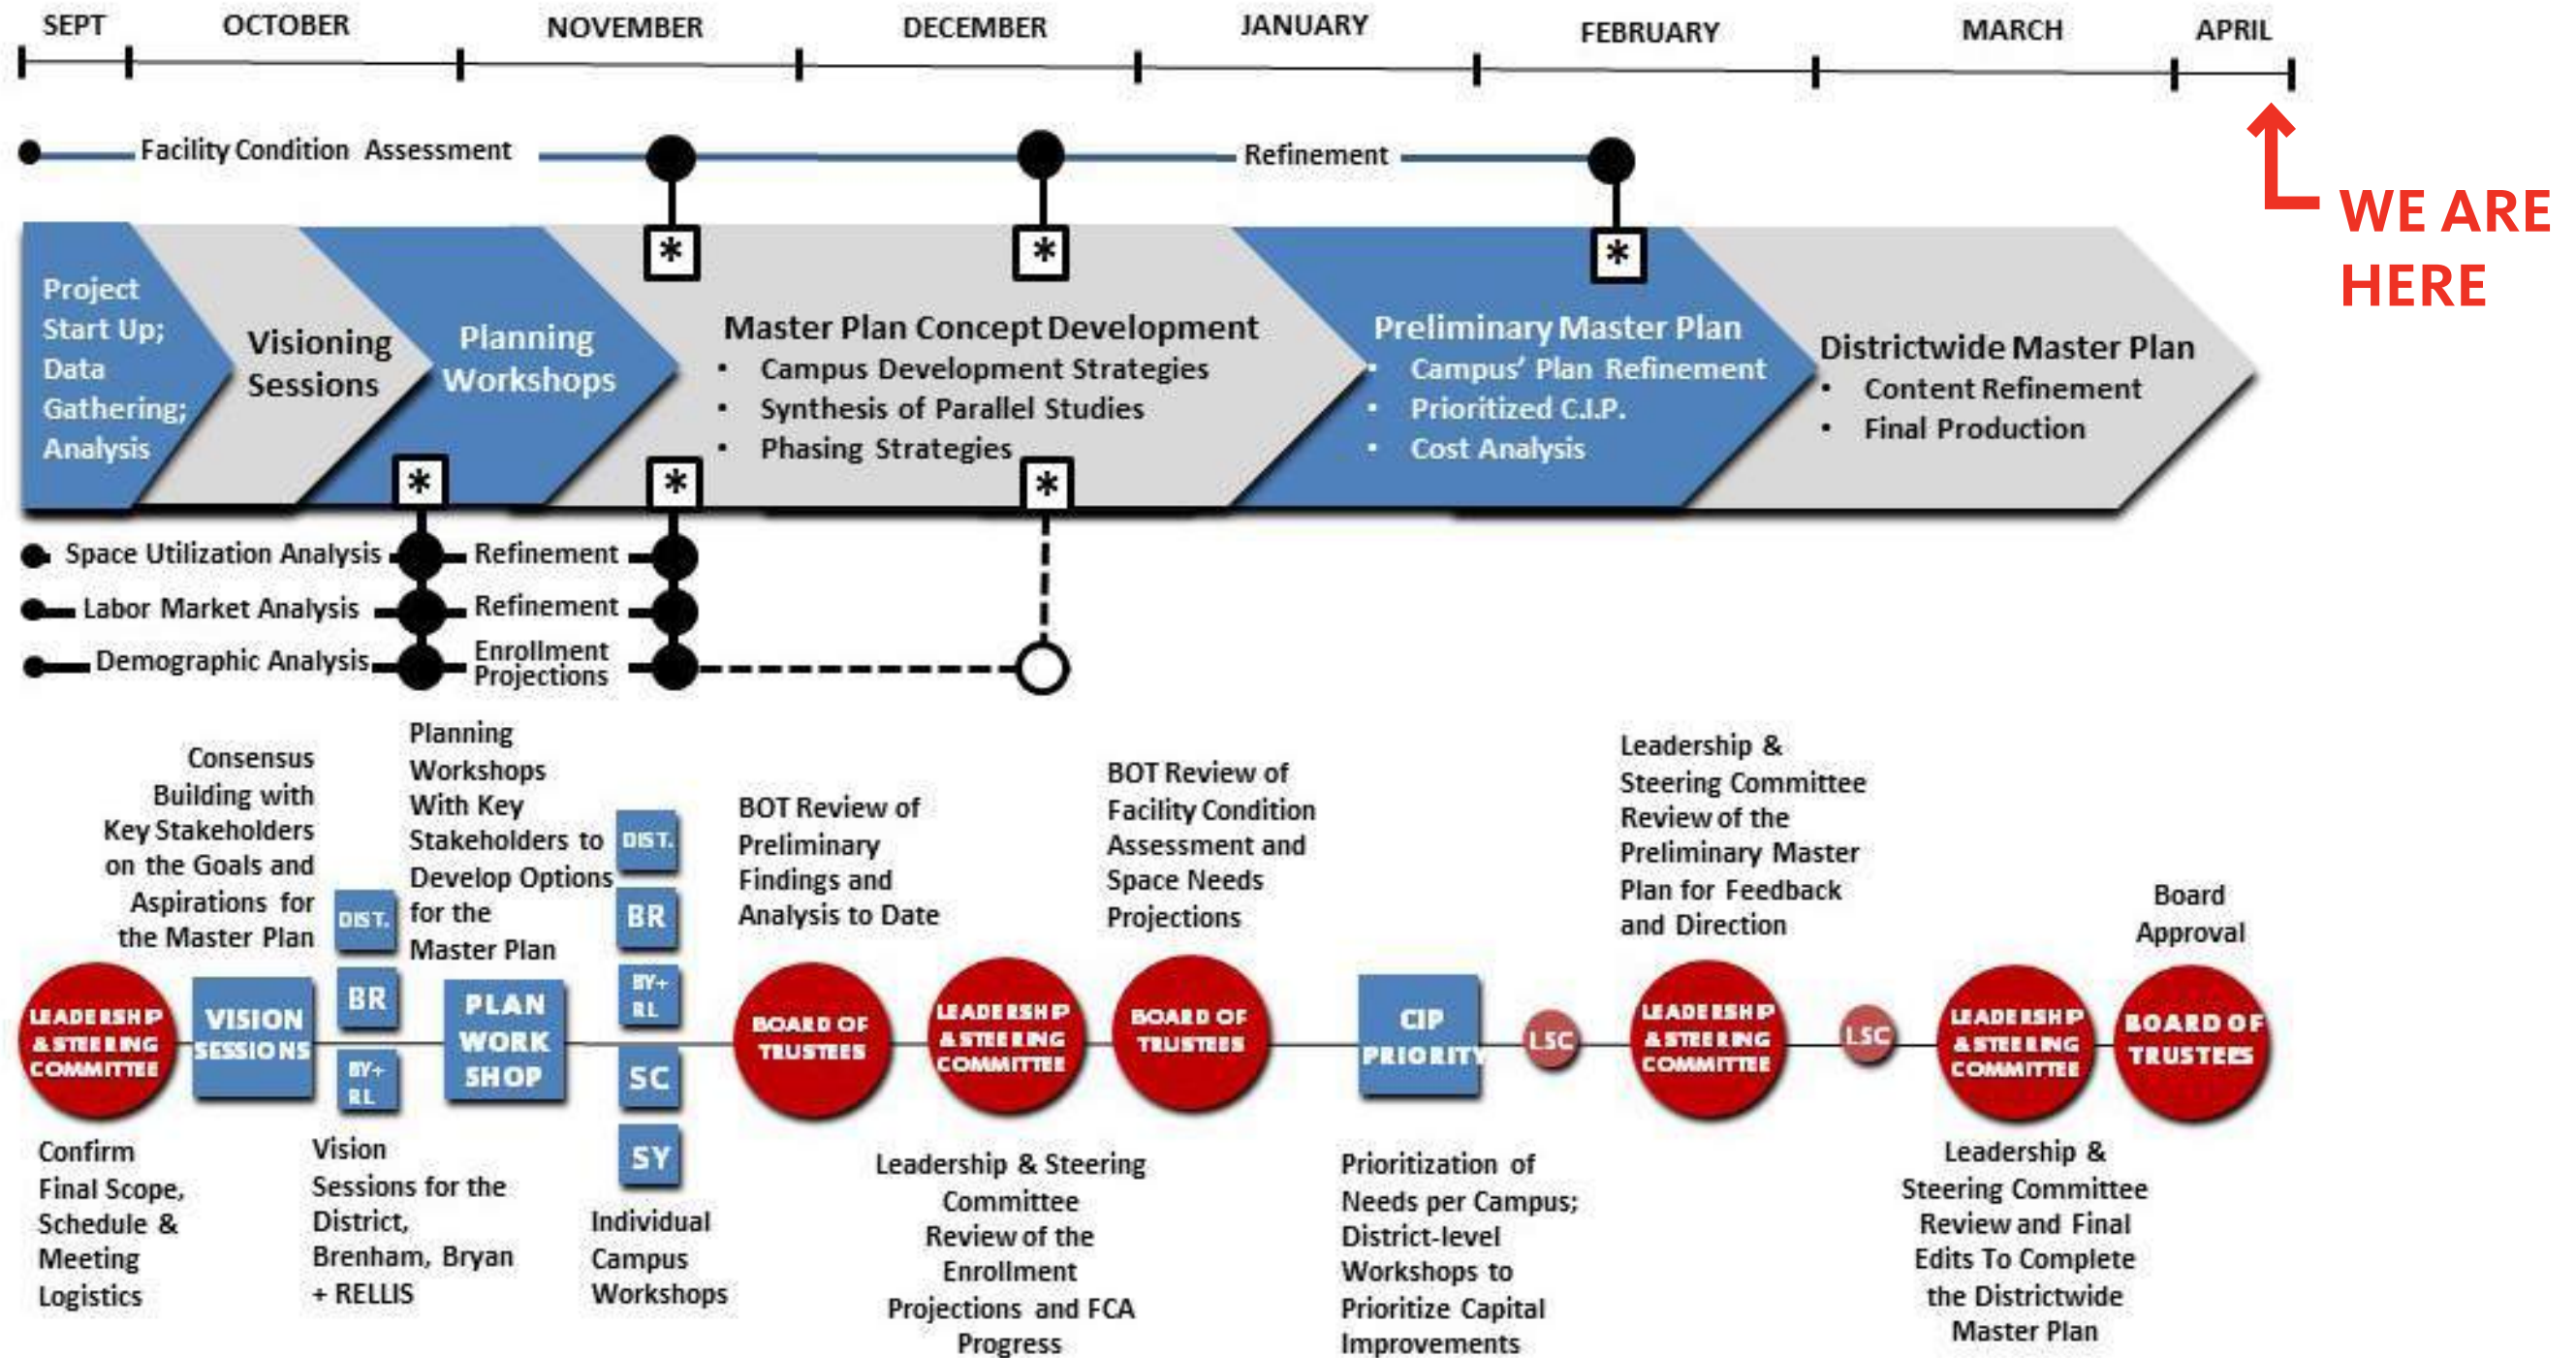 SEPT
OCTOBER
NOVEMBER
DECEMBER
JANUARY
FEBRUARY
MARCH
APRIL
WE ARE
HERE
Facility Condition Assessment
Refinement
*
*
*
Project
Start Up;
Data
Gathering;
Analysis
Visioning
Sessions
Planning
Workshops
Master Plan Concept Development
• Campus Development Strategies
• Synthesis of Parallel Studies
• Phasing Strategies
Preliminary Master Plan
• Campus' Plan Refinement
• Prioritized C.I.P.
• Cost Analysis
Districtwide Master Plan
• Content Refinement
• Final Production
*
*
*
Space Utilization Analysis
Refinement
Labor Market Analysis
Refinement
Demographic Analysis
Enrollment
Projections
Consensus
Building with
Key Stakeholders
on the Goals and
Aspirations for
the Master Plan
Planning
Workshops
With Key
Stakeholders to
Develop Options
for the
Master Plan
BOT Review of
Preliminary
Findings and
Analysis to Date
BOT Review of
Facility Condition
Assessment and
Space Needs
Projections
Leadership &
Steering Committee
Review of the
Preliminary Master
Plan for Feedback
and Direction
Board
Approval
LEADERSHIP
& STEERING
COMMITTEE
VISION
SESSIONS
DIST.
BR
BY+
RL
PLAN
WORK
SHOP
DIST.
BR
BY+
RL
SC
SY
BOARD OF
TRUSTEES
LEADERSHIP
& STEERING
COMMITTEE
BOARD OF
TRUSTEES
CIP
PRIORITY
LSC
LEADERSHIP
& STEERING
COMMITTEE
LSC
LEADERSHIP
& STEERING
COMMITTEE
BOARD OF
TRUSTEES
Confirm
Final Scope,
Schedule &
Meeting
Logistics
Vision
Sessions for the
District,
Brenham, Bryan
+ RELLIS
Individual
Campus
Workshops
Leadership & Steering
Committee
Review of the
Enrollment
Projections and FCA
Progress
Prioritization of
Needs per Campus;
District-level
Workshops to
Prioritize Capital
Improvements
Leadership &
Steering Committee
Review and Final
Edits To Complete
the Districtwide
Master Plan